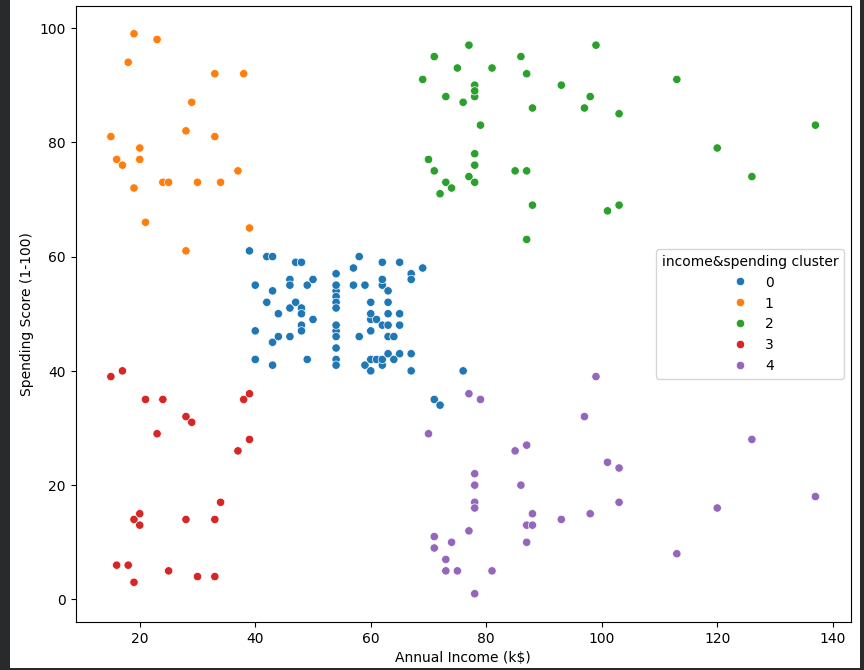 100
80
60
40
20
0
Spending Score (1-100)
income&spending cluster
0
1
2
3
4
20 40 60 80 100 120 140
Annual Income (k$)